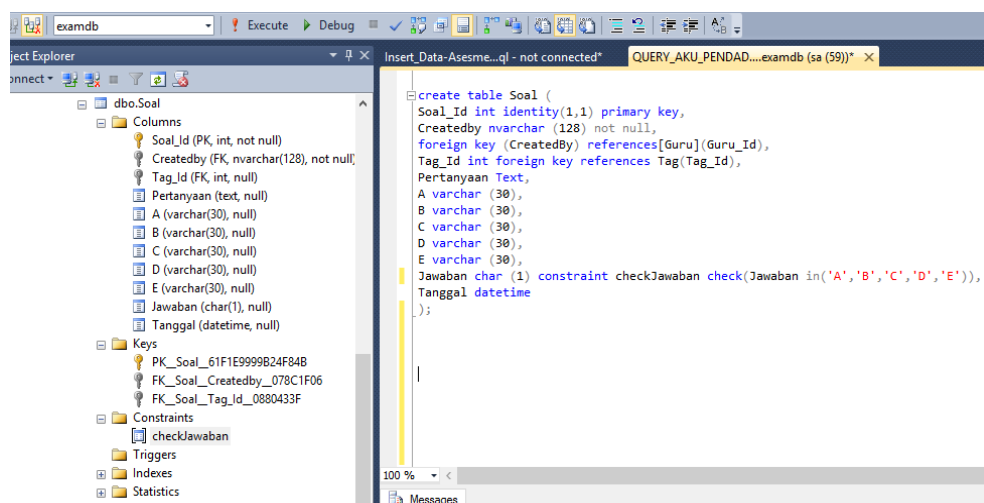 examdb
Execute
Debug
ject Explorer
onnect
dbo.Soal
Columns
Soal_Id (PK, int, not null)
Createdby (FK, nvarchar(128), not null)
Tag_Id (FK, int, null)
Pertanyaan (text, null)
A (varchar(30), null)
B (varchar(30), null)
C (varchar(30), null)
D (varchar(30), null)
E (varchar(30), null)
Jawaban (char(1), null)
Tanggal (datetime, null)
Keys
PK__Soal__61F1E9999B24F84B
FK__Soal__Createdby__078C1F06
FK__Soal__Tag_Id__0880433F
Constraints
checkJawaban
Triggers
Indexes
Statistics
Insert_Data-Asesme...ql - not connected*
QUERY_AKU_PENDAD....examdb (sa (59))*
create table Soal (
Soal_Id int identity(1,1) primary key,
Createdby nvarchar (128) not null,
foreign key (CreatedBy) references[Guru](Guru_Id),
Tag_Id int foreign key references Tag(Tag_Id),
Pertanyaan Text,
A varchar (30),
B varchar (30),
C varchar (30),
D varchar (30),
E varchar (30),
Jawaban char (1) constraint checkJawaban check(Jawaban in('A','B','C','D','E')),
Tanggal datetime
);
100 %
Messages